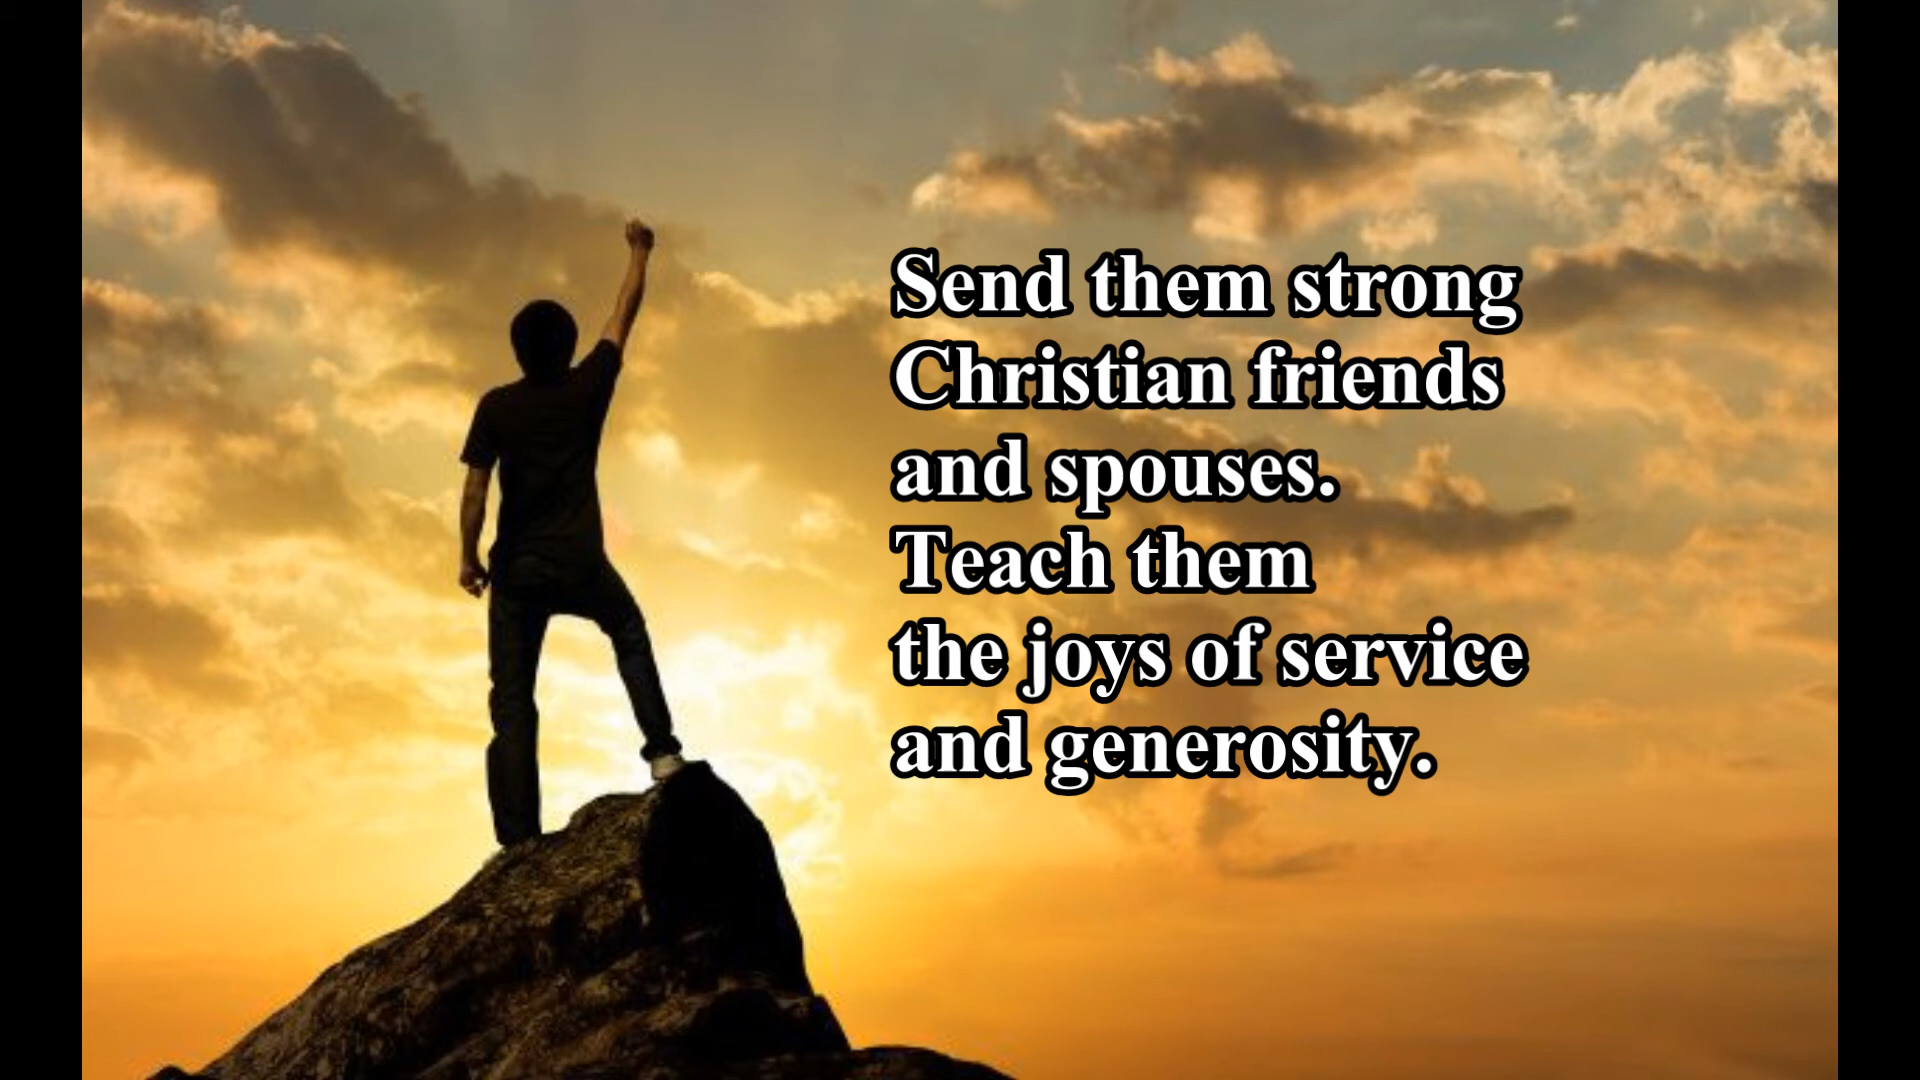 Send them strong
Christian friends
and spouses.
Teach them
the joys of service
and generosity.